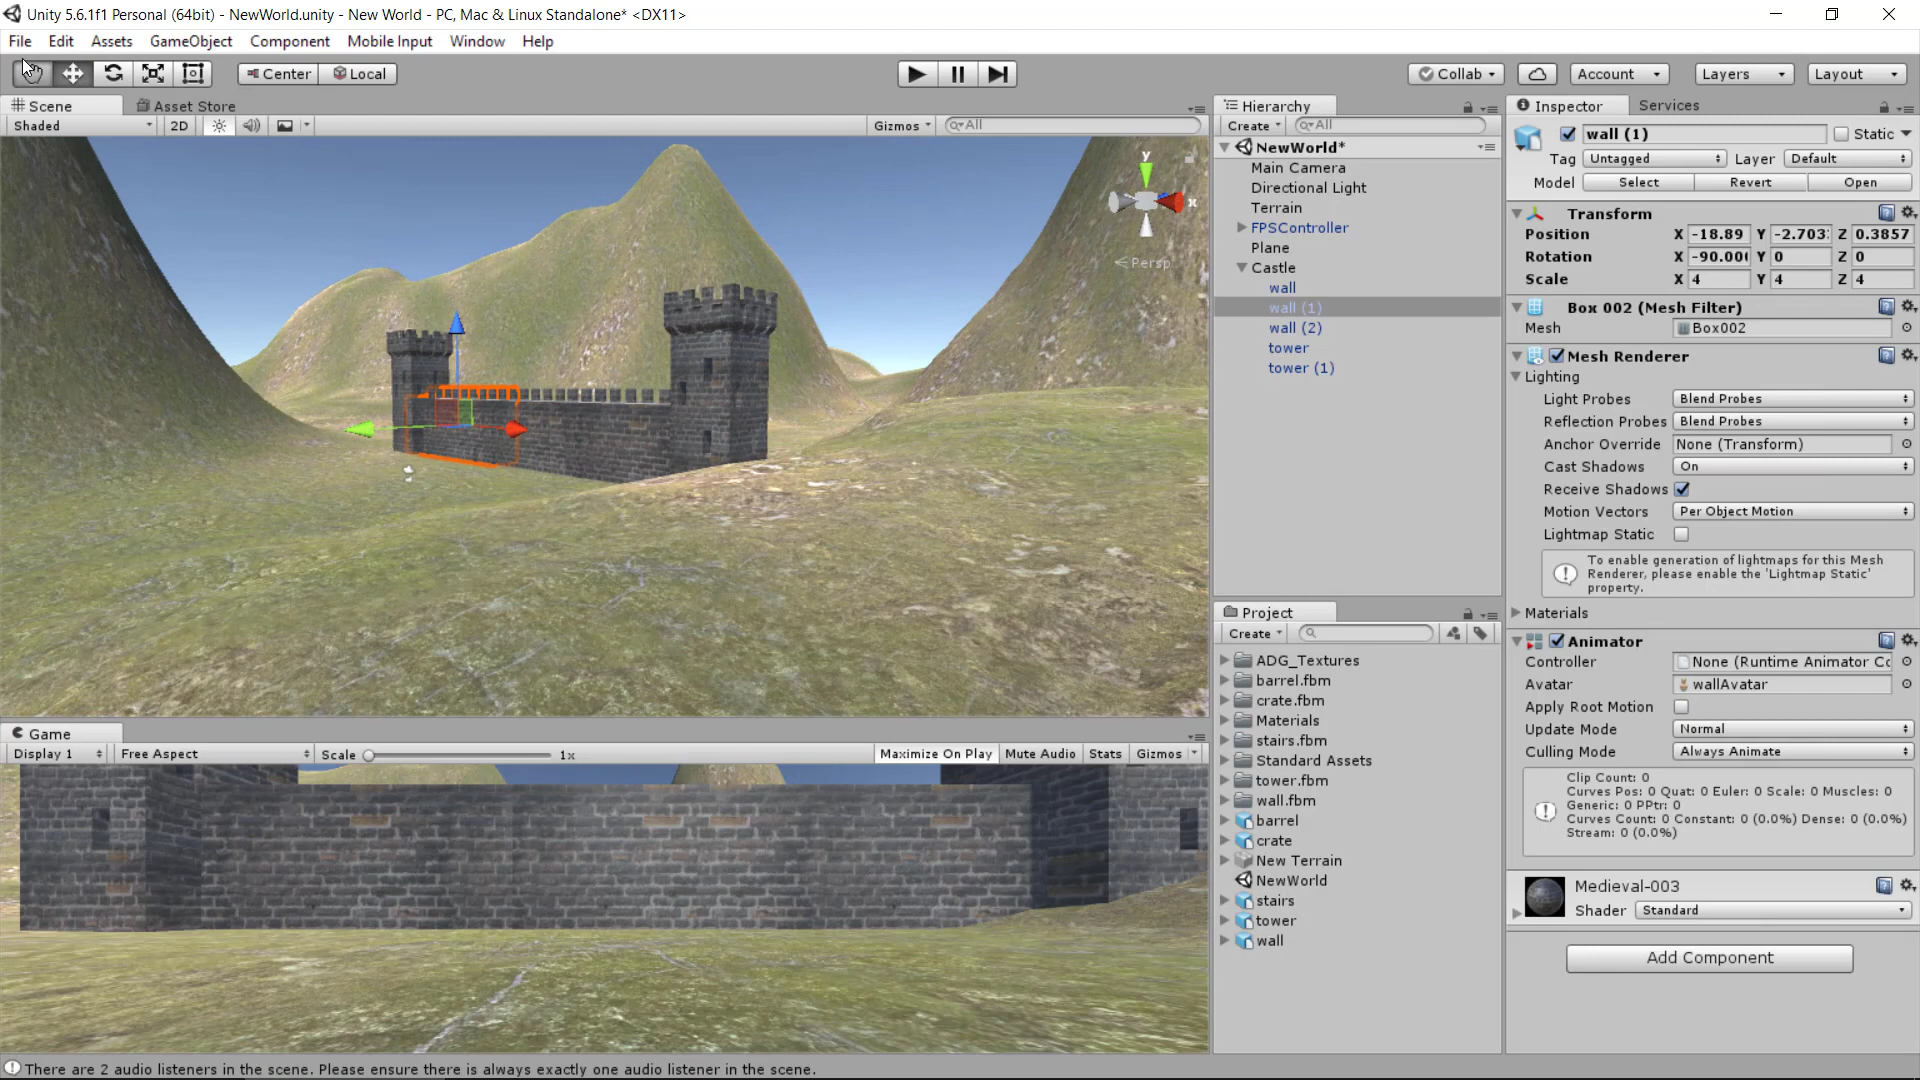 Unity 5.6.1f1 Personal (64bit) - NewWorld.unity - New World - PC, Mac & Linux Standalone* <DX11>
File Edit Assets GameObject Component Mobile Input Window Help
Center Local Collab Account Layers Layout
Scene Asset Store
Shaded 2D Gizmos All
y
x
Persp
Hierarchy
Create All
NewWorld*
Main Camera
Directional Light
Terrain
FPSController
Plane
Castle
wall
wall (1)
wall (2)
tower
tower (1)
Project
Create
ADG_Textures
barrel.fbm
crate.fbm
Materials
stairs.fbm
Standard Assets
tower.fbm
wall.fbm
barrel
crate
New Terrain
NewWorld
stairs
tower
wall
Inspector Services
wall (1) Static
Tag Untagged Layer Default
Model Select Revert Open
Transform
Position X -18.89 Y -2.703 Z 0.3857
Rotation X -90.00 Y 0 Z 0
Scale X 4 Y 4 Z 4
Box 002 (Mesh Filter)
Mesh Box002
Mesh Renderer
Lighting
Light Probes Blend Probes
Reflection Probes Blend Probes
Anchor Override None (Transform)
Cast Shadows On
Receive Shadows
Motion Vectors Per Object Motion
Lightmap Static
To enable generation of lightmaps for this Mesh
Renderer, please enable the 'Lightmap Static'
property.
Materials
Animator
Controller None (Runtime Animator Co
Avatar wallAvatar
Apply Root Motion
Update Mode Normal
Culling Mode Always Animate
Clip Count: 0
Curves Pos: 0 Quat: 0 Euler: 0 Scale: 0 Muscles: 0
Generic: 0 PPtr: 0
Curves Count: 0 Constant: 0 (0.0%) Dense: 0 (0.0%)
Stream: 0 (0.0%)
Medieval-003
Shader Standard
Add Component
Game
Display 1 Free Aspect Scale 1x Maximize On Play Mute Audio Stats Gizmos
There are 2 audio listeners in the scene. Please ensure there is always exactly one audio listener in the scene.